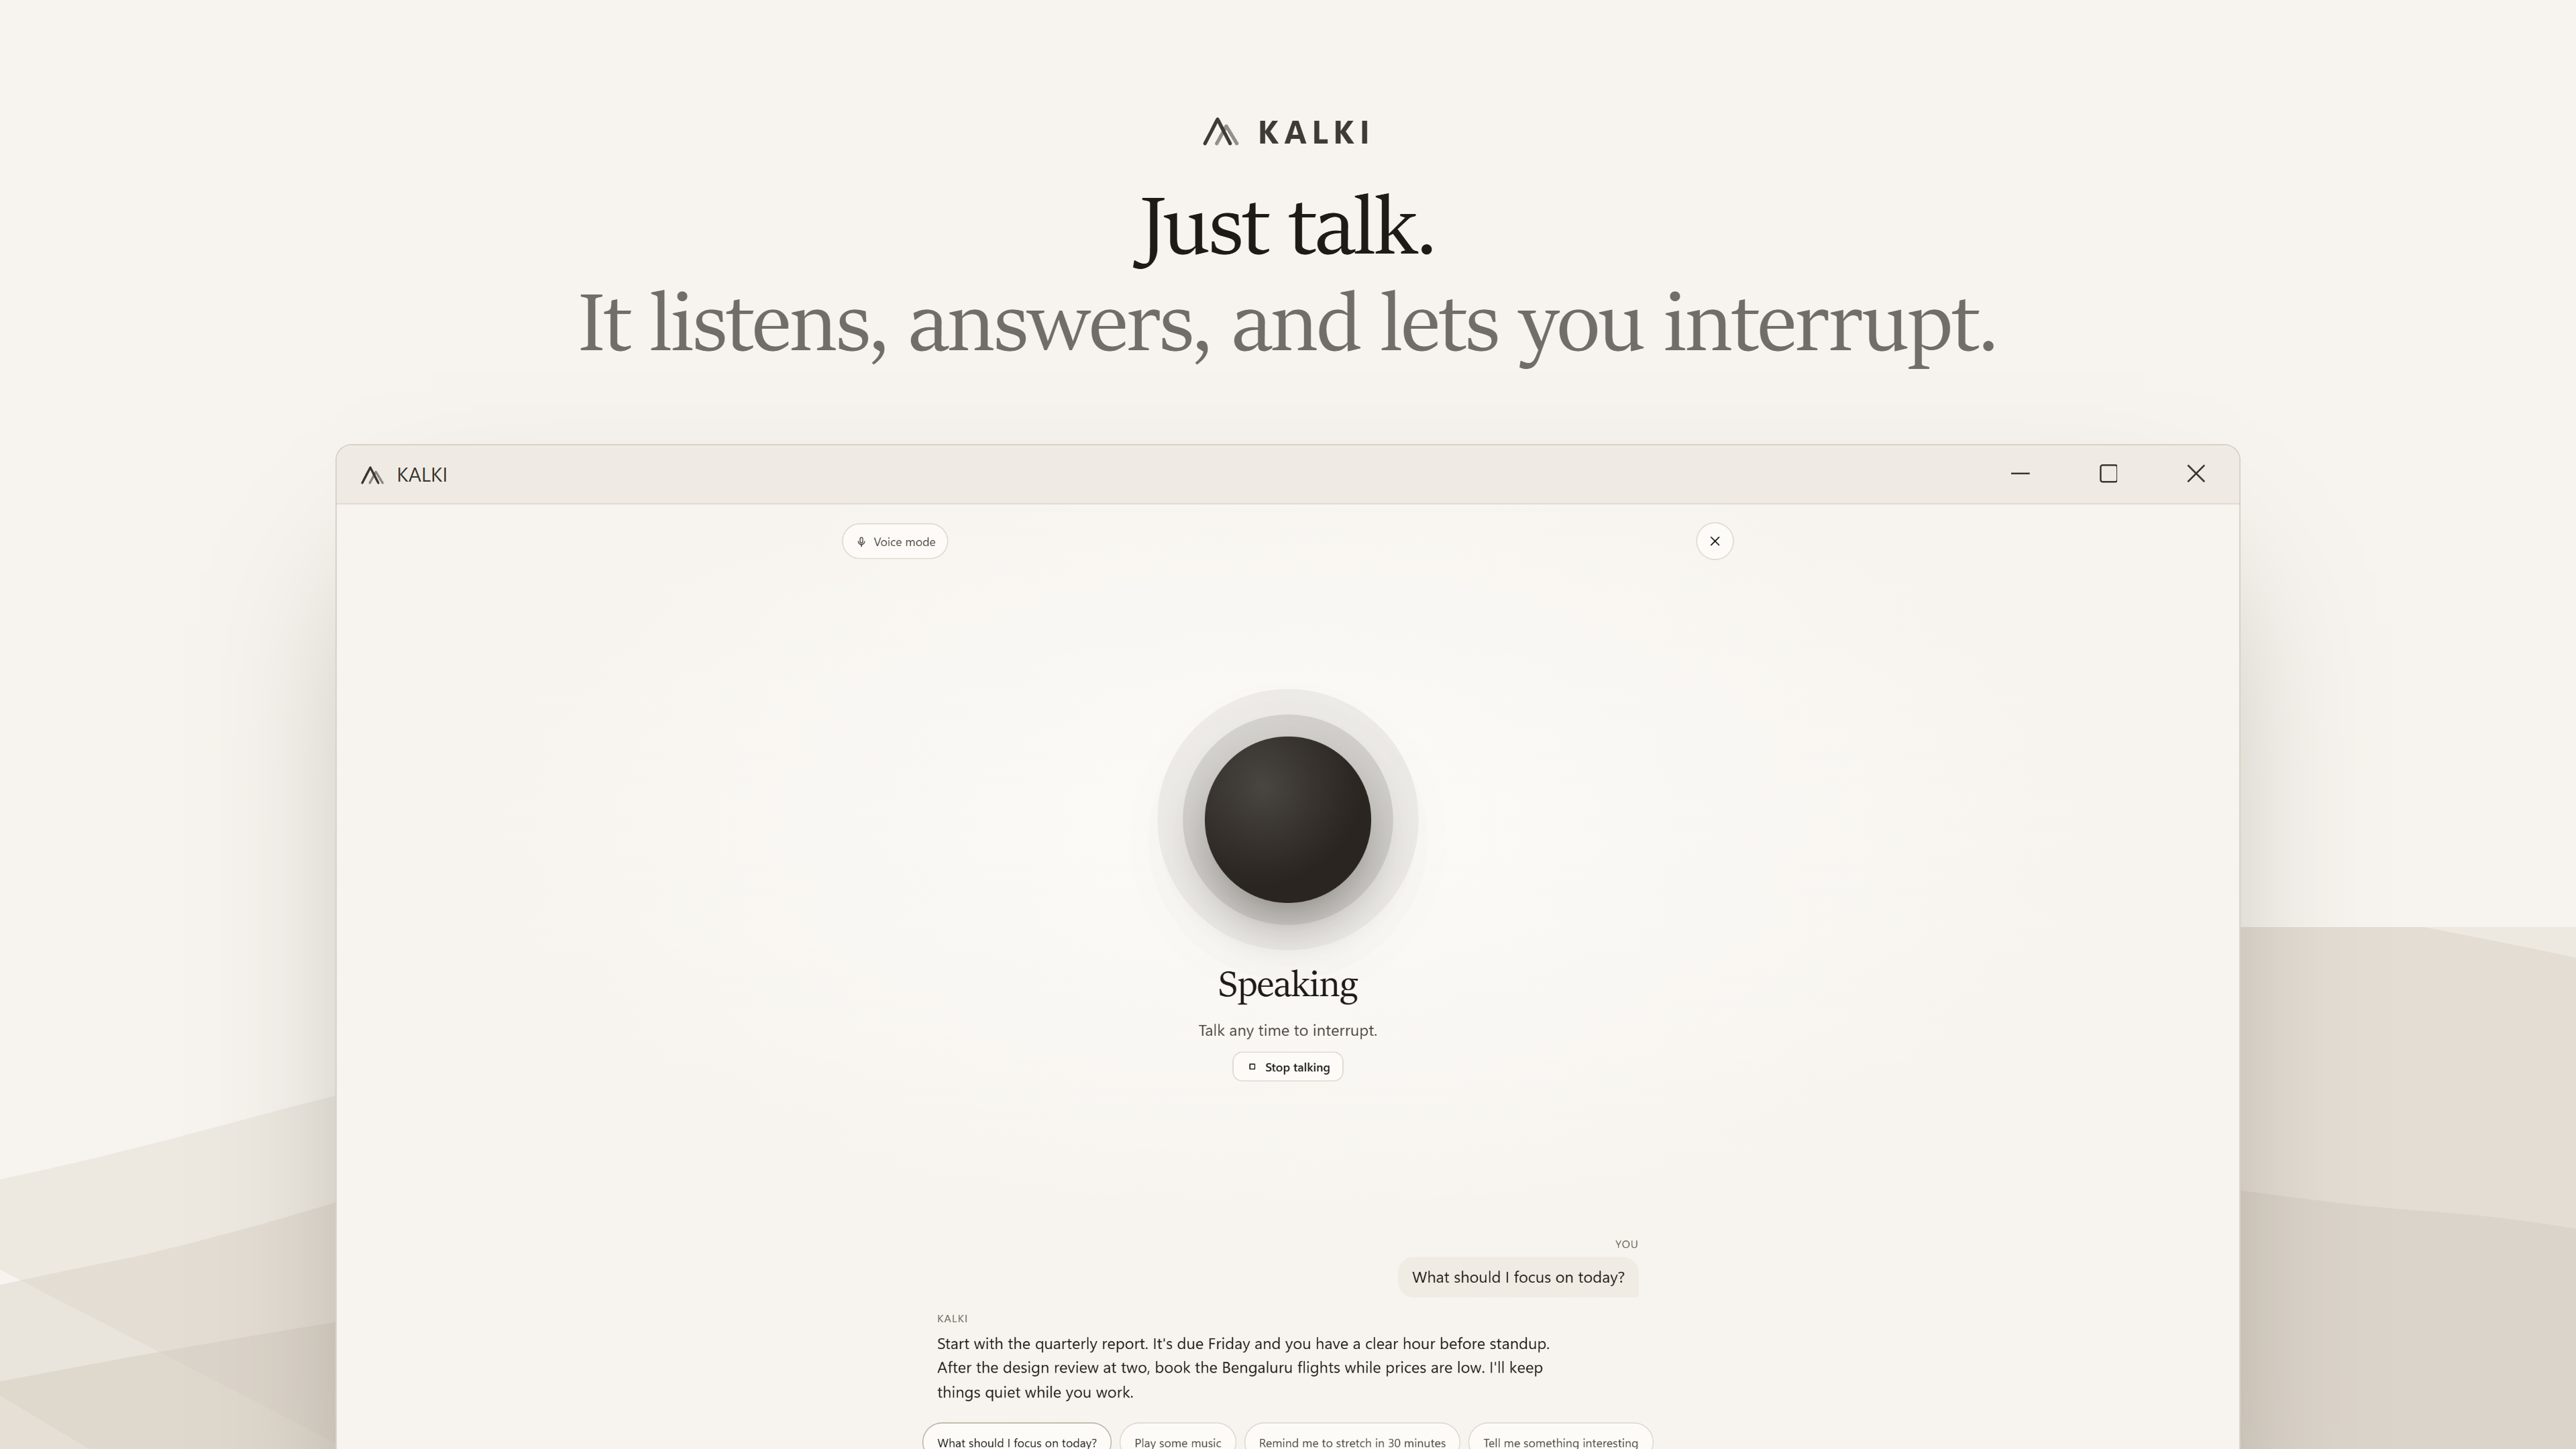 KALKI
Just talk.
It listens, answers, and lets you interrupt.
KALKI
Voice mode
Speaking
Talk any time to interrupt.
Stop talking
YOU
What should I focus on today?
KALKI
Start with the quarterly report. It's due Friday and you have a clear hour before standup.
After the design review at two, book the Bengaluru flights while prices are low. I'll keep
things quiet while you work.
What should I focus on today?
Play some music
Remind me to stretch in 30 minutes
Tell me something interesting